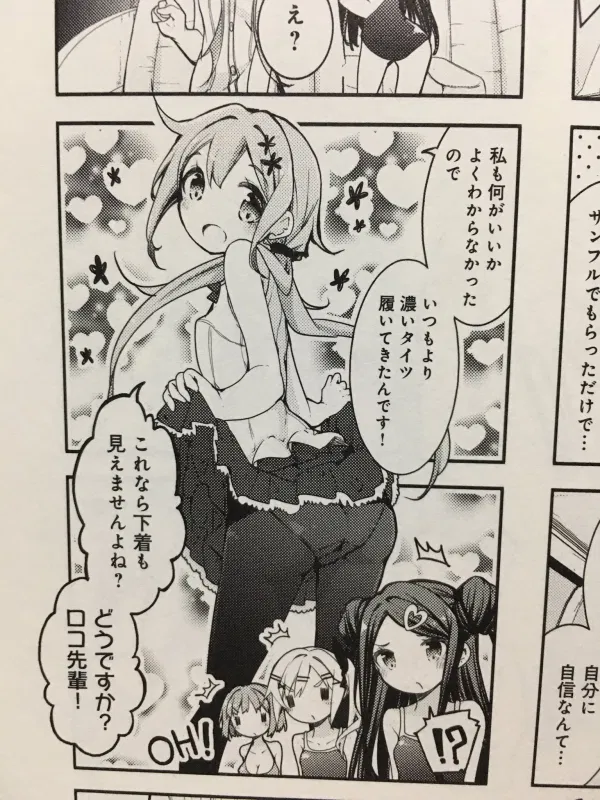 え？
私も何がいいか
よくわからなかった
ので
いつもより
濃いタイツ
履いてきたんです！
これなら下着も
見えませんよね？
どうですか？
ロコ先輩！
OH!
!?
サンプルでもらっただけで…
自分に
自信なんて…